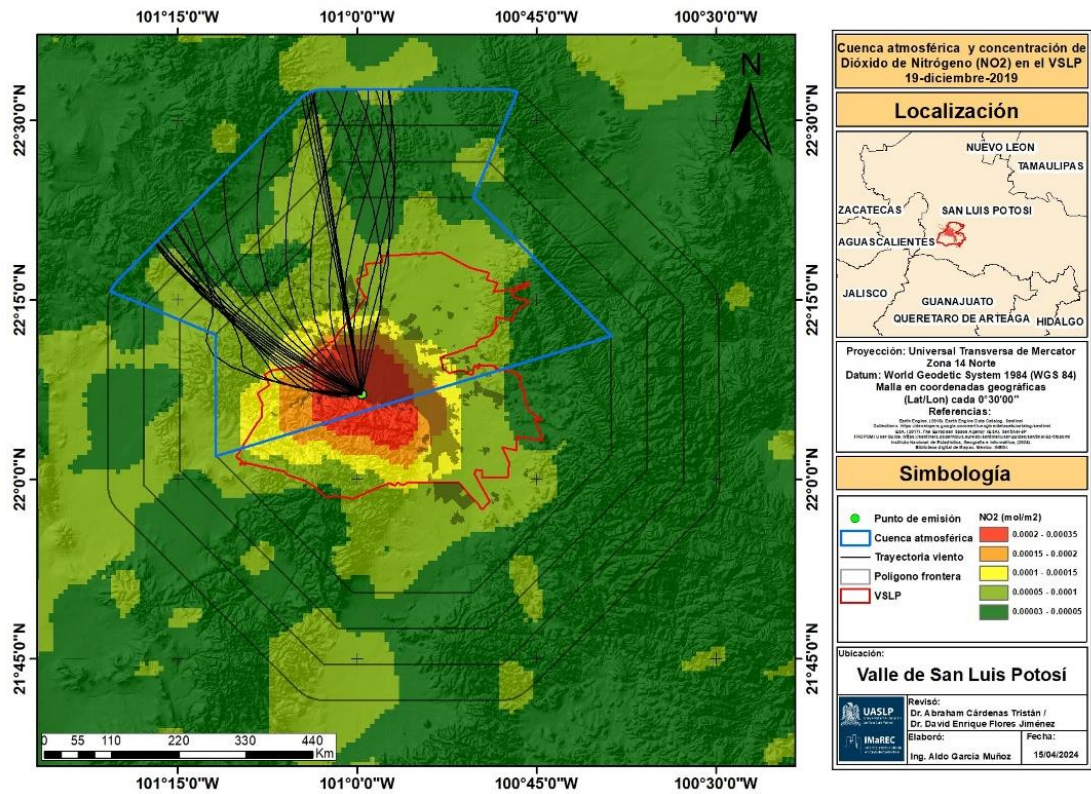 101°15'0"W
101°0'0"W
100°45'0"W
100°30'0"W
22°30'0"N
22°15'0"N
22°0'0"N
21°45'0"N
22°30'0"N
22°15'0"N
22°0'0"N
21°45'0"N
N
0 55 110 220 330 440
Km
101°15'0"W
101°0'0"W
100°45'0"W
100°30'0"W
Cuenca atmosférica y concentración de
Dióxido de Nitrógeno (NO2) en el VSLP
19-diciembre-2019
Localización
NUEVO LEON
TAMAULIPAS
ZACATECAS
SAN LUIS POTOSI
AGUASCALIENTES
JALISCO
GUANAJUATO
QUERETARO DE ARTEAGA
HIDALGO
Proyección: Universal Transversa de Mercator
Zona 14 Norte
Datum: World Geodetic System 1984 (WGS 84)
Malla en coordenadas geográficas
(Lat/Lon) cada 0°30'00"
Referencias:
Simbología
Punto de emisión
Cuenca atmosférica
Trayectoria viento
Polígono frontera
VSLP
NO2 (mol/m2)
0.0002 - 0.00035
0.00015 - 0.0002
0.0001 - 0.00015
0.00005 - 0.0001
0.00003 - 0.00005
Ubicación:
Valle de San Luis Potosí
UASLP
IMaREC
Revisó:
Dr. Abraham Cárdenas Tristán /
Dr. David Enrique Flores Jiménez
Elaboró:
Ing. Aldo García Muñoz
Fecha:
15/04/2024